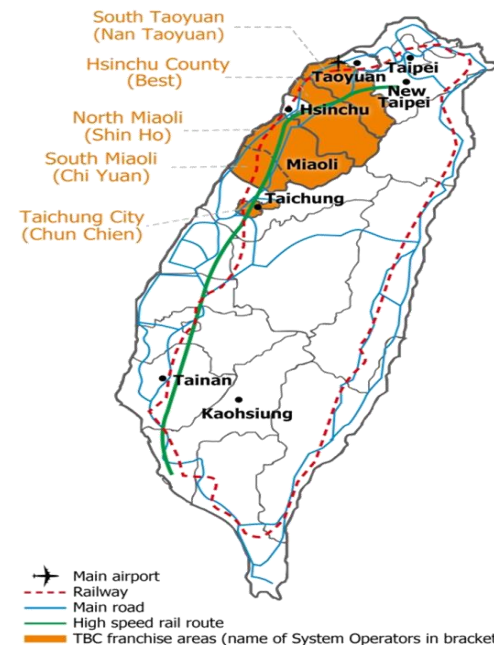 South Taoyuan
(Nan Taoyuan)
Hsinchu County
(Best)
North Miaoli
(Shin Ho)
South Miaoli
(Chi Yuan)
Taichung City
(Chun Chien)
Taoyuan
Taipei
New
Taipei
Hsinchu
Miaoli
Taichung
Tainan
Kaohsiung
Main airport
Railway
Main road
High speed rail route
TBC franchise areas (name of System Operators in bracket